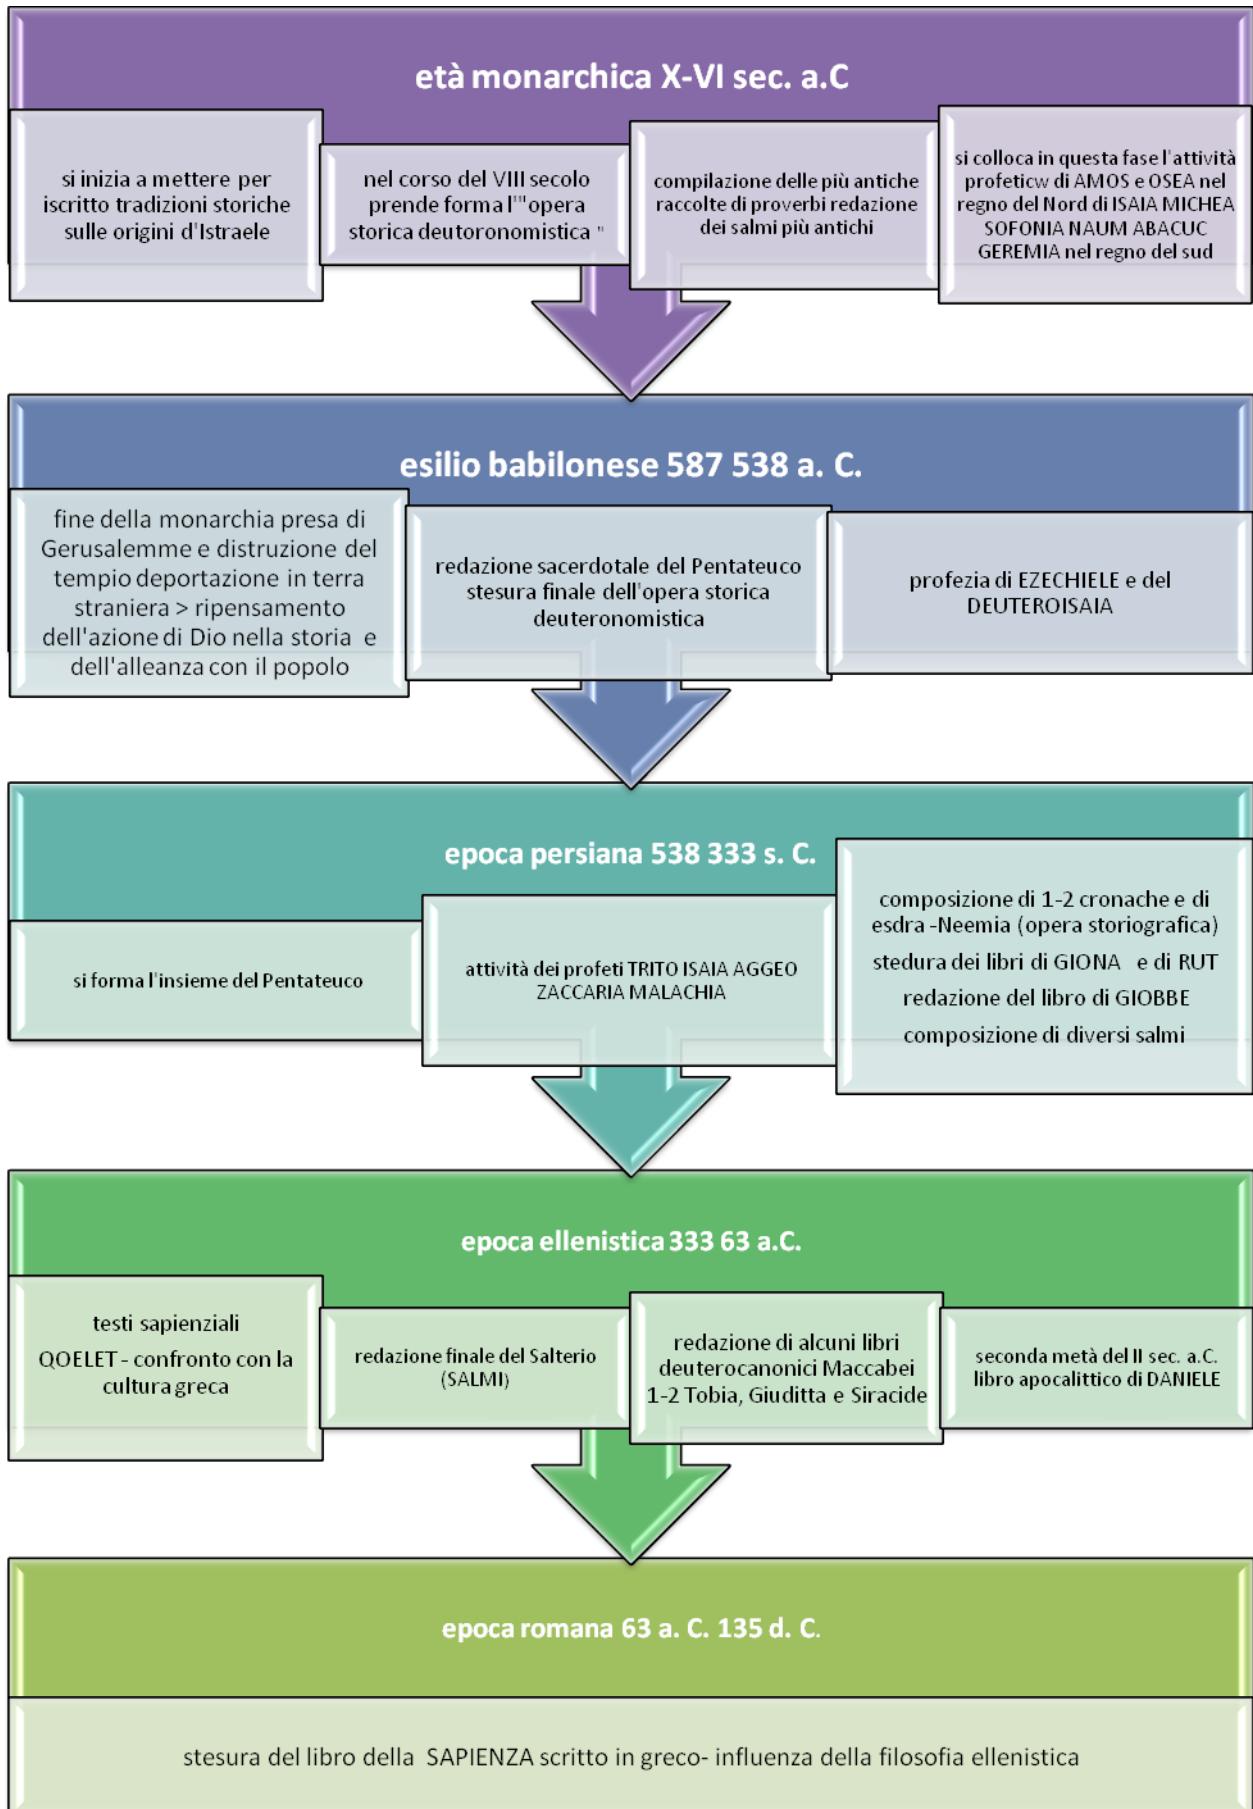 età monarchica X-VI sec. a.C
si inizia a mettere per
iscritto tradizioni storiche
sulle origini d'Istraele
nel corso del VIII secolo
prende forma l'"opera
storica deutoronomistica "
compilazione delle più antiche
raccolte di proverbi redazione
dei salmi più antichi
si colloca in questa fase l'attività
profeticw di AMOS e OSEA nel
regno del Nord di ISAIA MICHEA
SOFONIA NAUM ABACUC
GEREMIA nel regno del sud
esilio babilonese 587 538 a. C.
fine della monarchia presa di
Gerusalemme e distruzione del
tempio deportazione in terra
straniera > ripensamento
dell'azione di Dio nella storia e
dell'alleanza con il popolo
redazione sacerdotale del Pentateuco
stesura finale dell'opera storica
deuteronomistica
profezia di EZECHIELE e del
DEUTEROISAIA
epoca persiana 538 333 s. C.
si forma l'insieme del Pentateuco
attività dei profeti TRITO ISAIA AGGEO
ZACCARIA MALACHIA
composizione di 1-2 cronache e di
esdra -Neemia (opera storiografica)
stedura dei libri di GIONA e di RUT
redazione del libro di GIOBBE
composizione di diversi salmi
epoca ellenistica 333 63 a.C.
testi sapienziali
QOELET - confronto con la
cultura greca
redazione finale del Salterio
(SALMI)
redazione di alcuni libri
deuterocanonici Maccabei
1-2 Tobia, Giuditta e Siracide
seconda metà del II sec. a.C.
libro apocalittico di DANIELE
epoca romana 63 a. C. 135 d. C.
stesura del libro della SAPIENZA scritto in greco- influenza della filosofia ellenistica